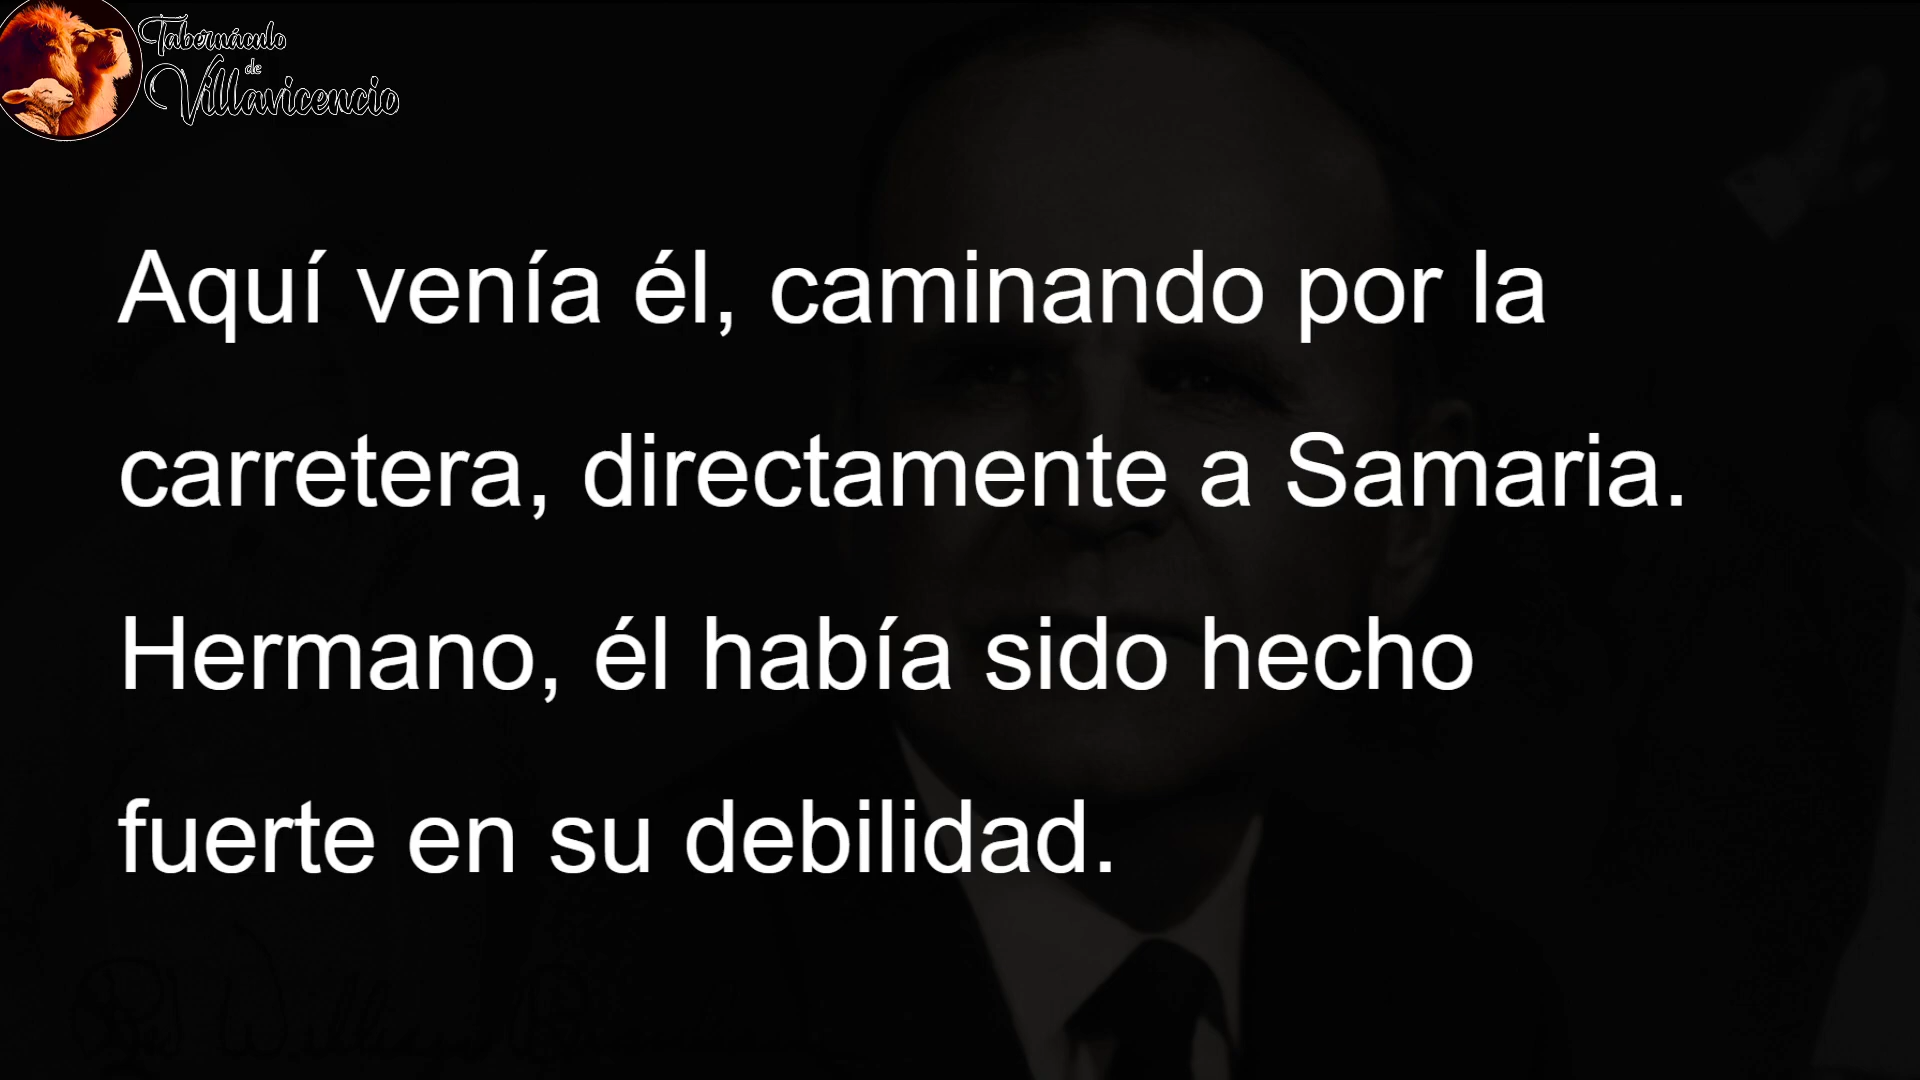 Tabernáculo
de
Villavicencio
Aquí venía él, caminando por la
carretera, directamente a Samaria.
Hermano, él había sido hecho
fuerte en su debilidad.